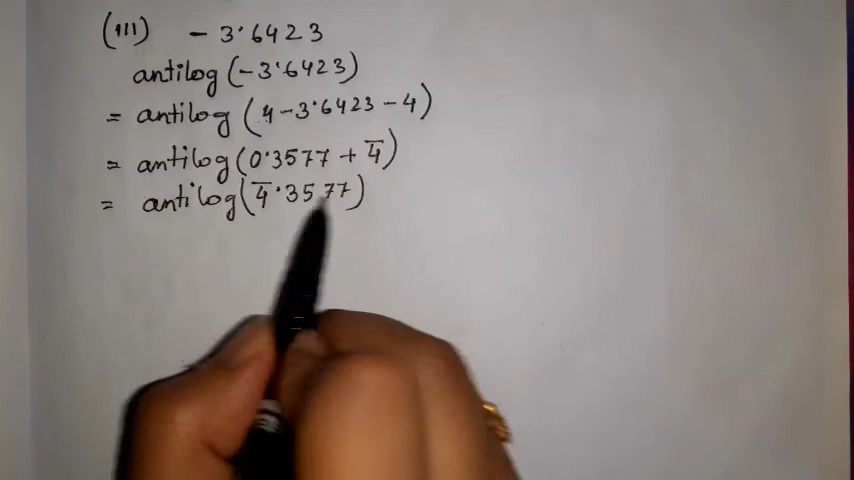 (iii) - 3.6423
antilog (-3.6423)
= antilog (4 - 3.6423 - 4)
= antilog (0.3577 + 4̅)
= antilog (4̅.3577)